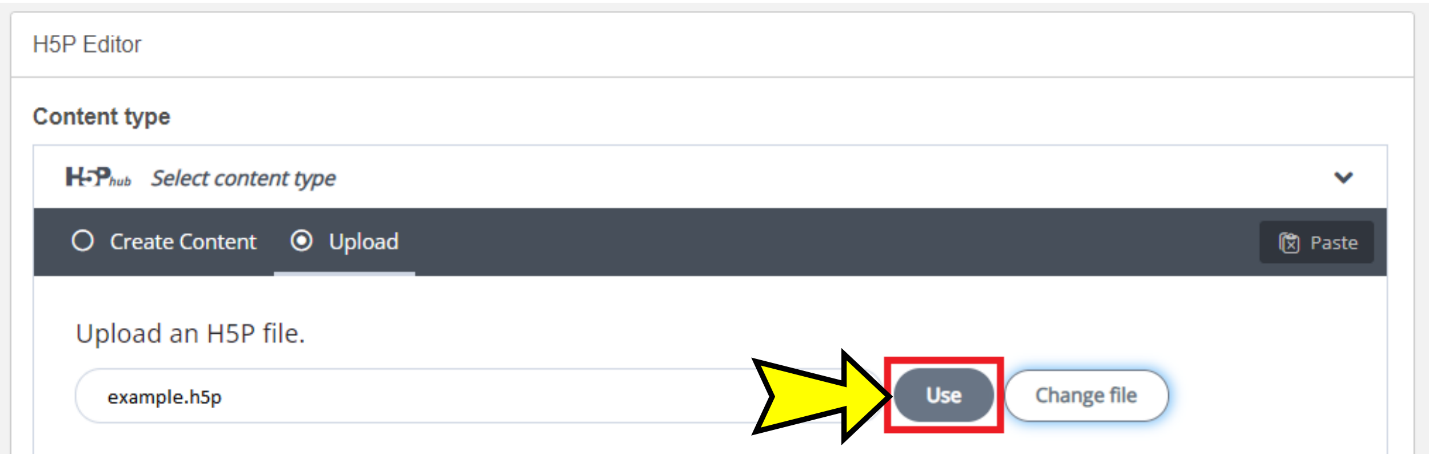 H5P Editor
Content type
H5P hub Select content type
Create Content Upload Paste
Upload an H5P file.
example.h5p Use Change file